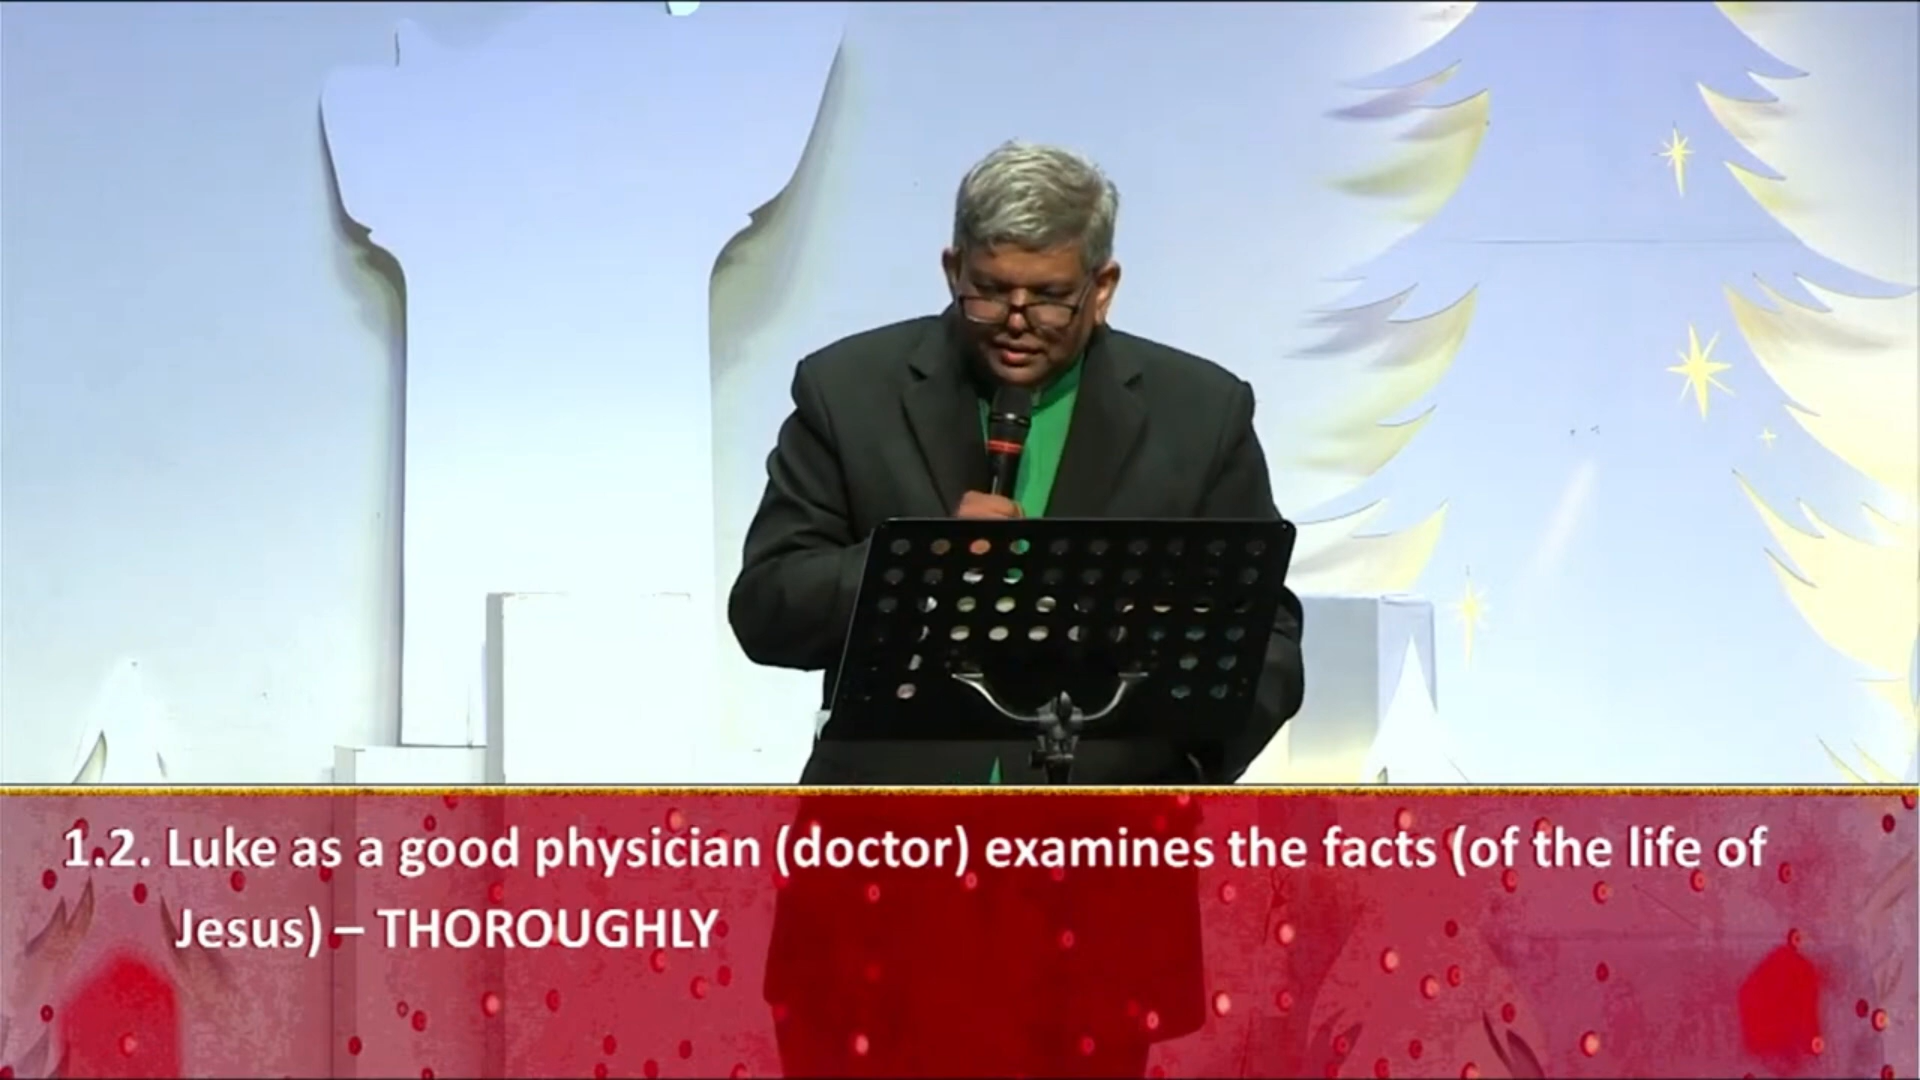 1.2. Luke as a good physician (doctor) examines the facts (of the life of
Jesus) – THOROUGHLY